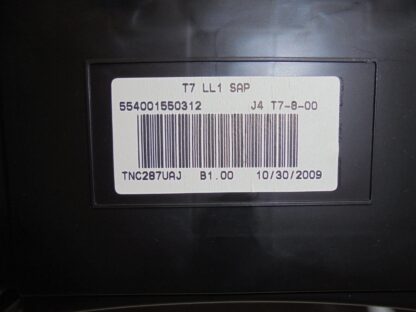 T7 LL1 SAP
554001550312 J4 T7-8-00
TNC287UAJ B1.00 10/30/2009